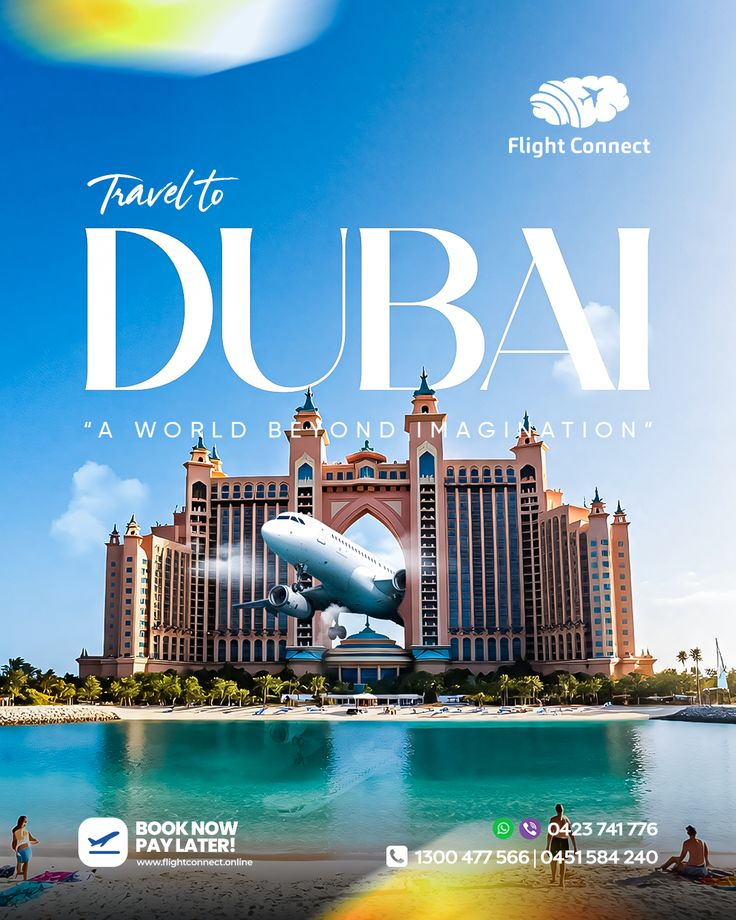 Flight Connect
Travel to
DUBAI
“A WORLD BEYOND IMAGINATION”
BOOK NOW
PAY LATER!
www.flightconnect.online
0423 741 776
1300 477 566 | 0451 584 240